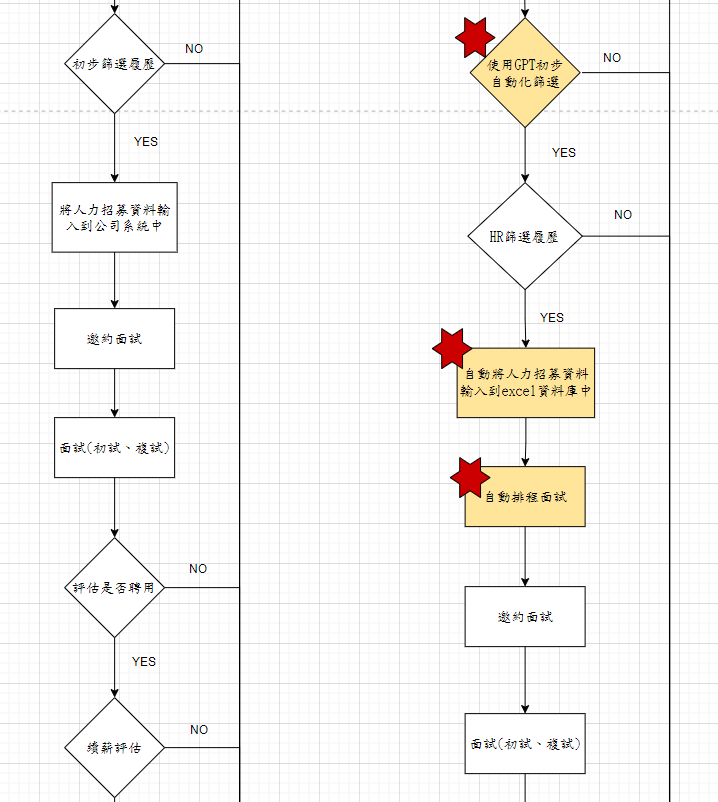 初步篩選履歷
NO
YES
將人力招募資料輸
入到公司系統中
邀約面試
面試(初試、複試)
評估是否聘用
NO
YES
績薪評估
NO
使用GPT初步
自動化篩選
NO
YES
HR篩選履歷
NO
YES
自動將人力招募資料
輸入到excel資料庫中
自動排程面試
邀約面試
面試(初試、複試)